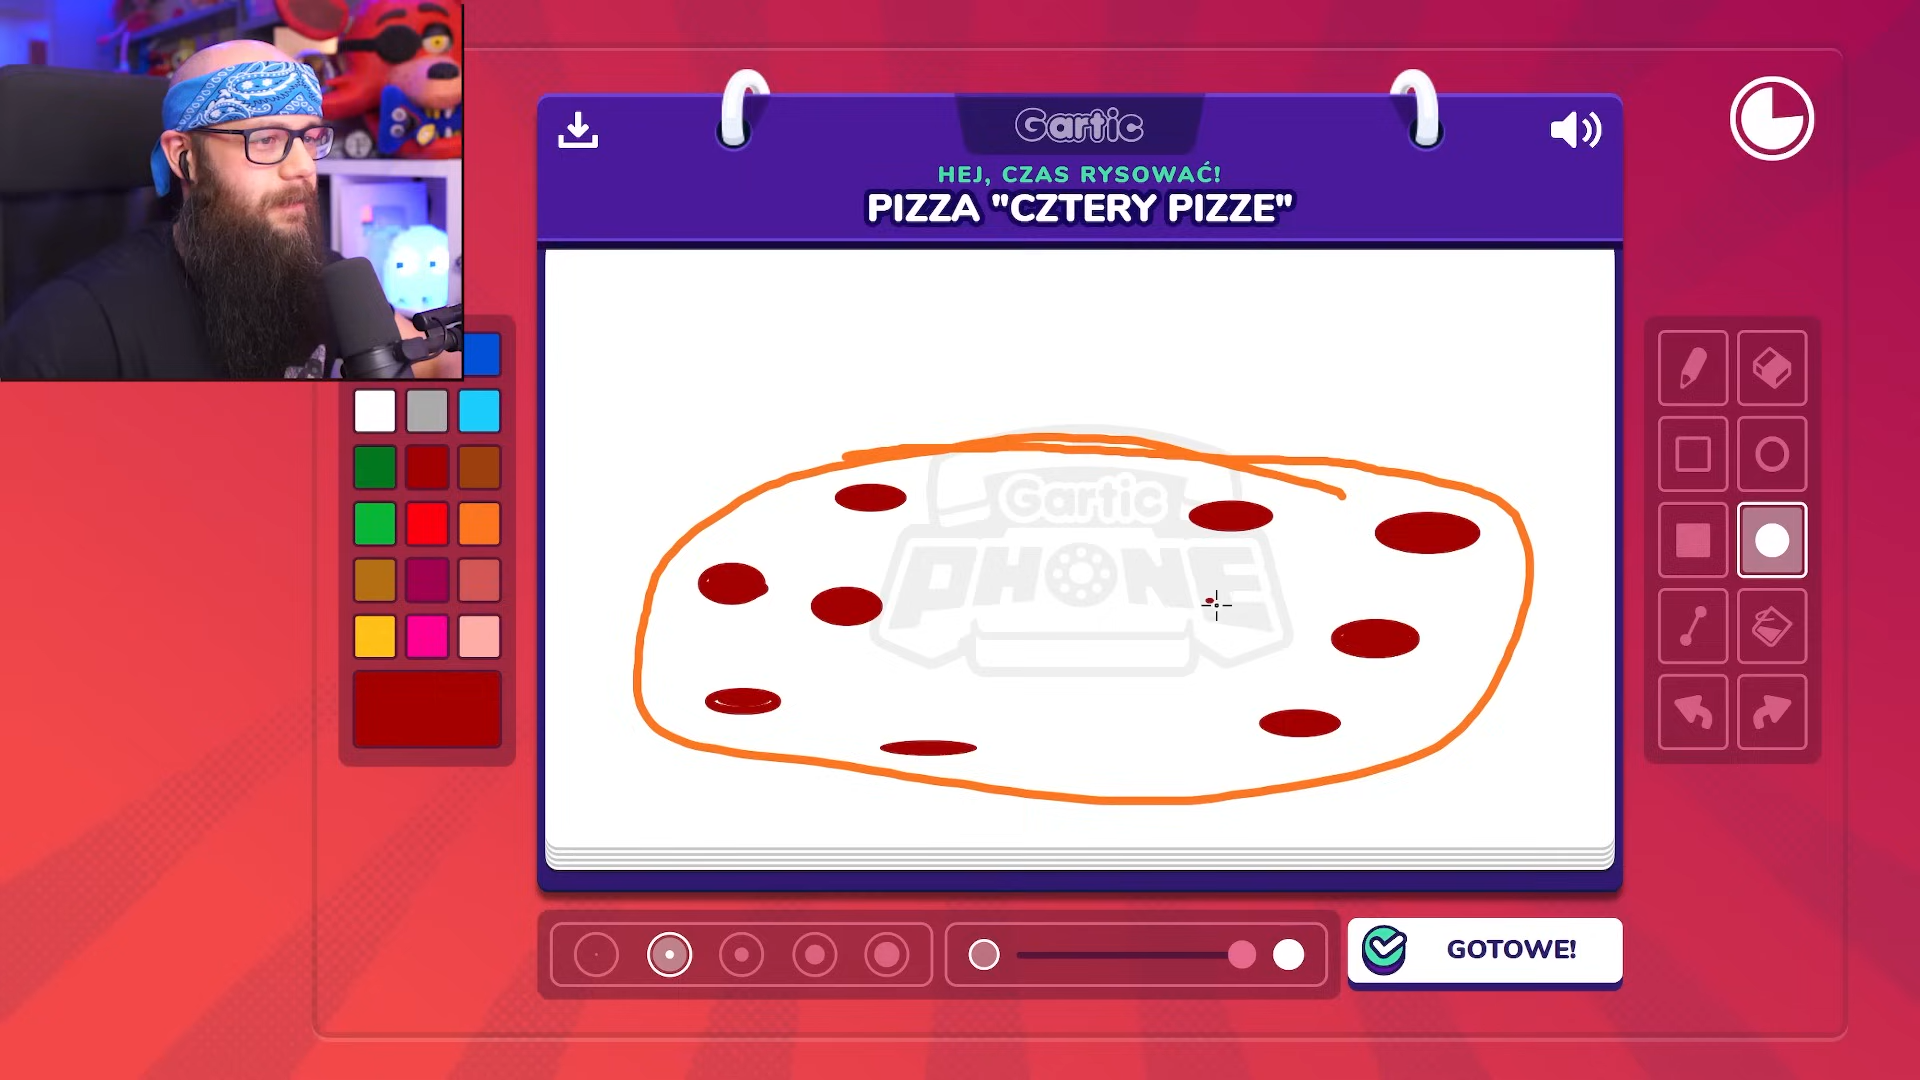 Gartic
HEJ, CZAS RYSOWAĆ!
PIZZA "CZTERY PIZZE"
Gartic
PHONE
GOTOWE!